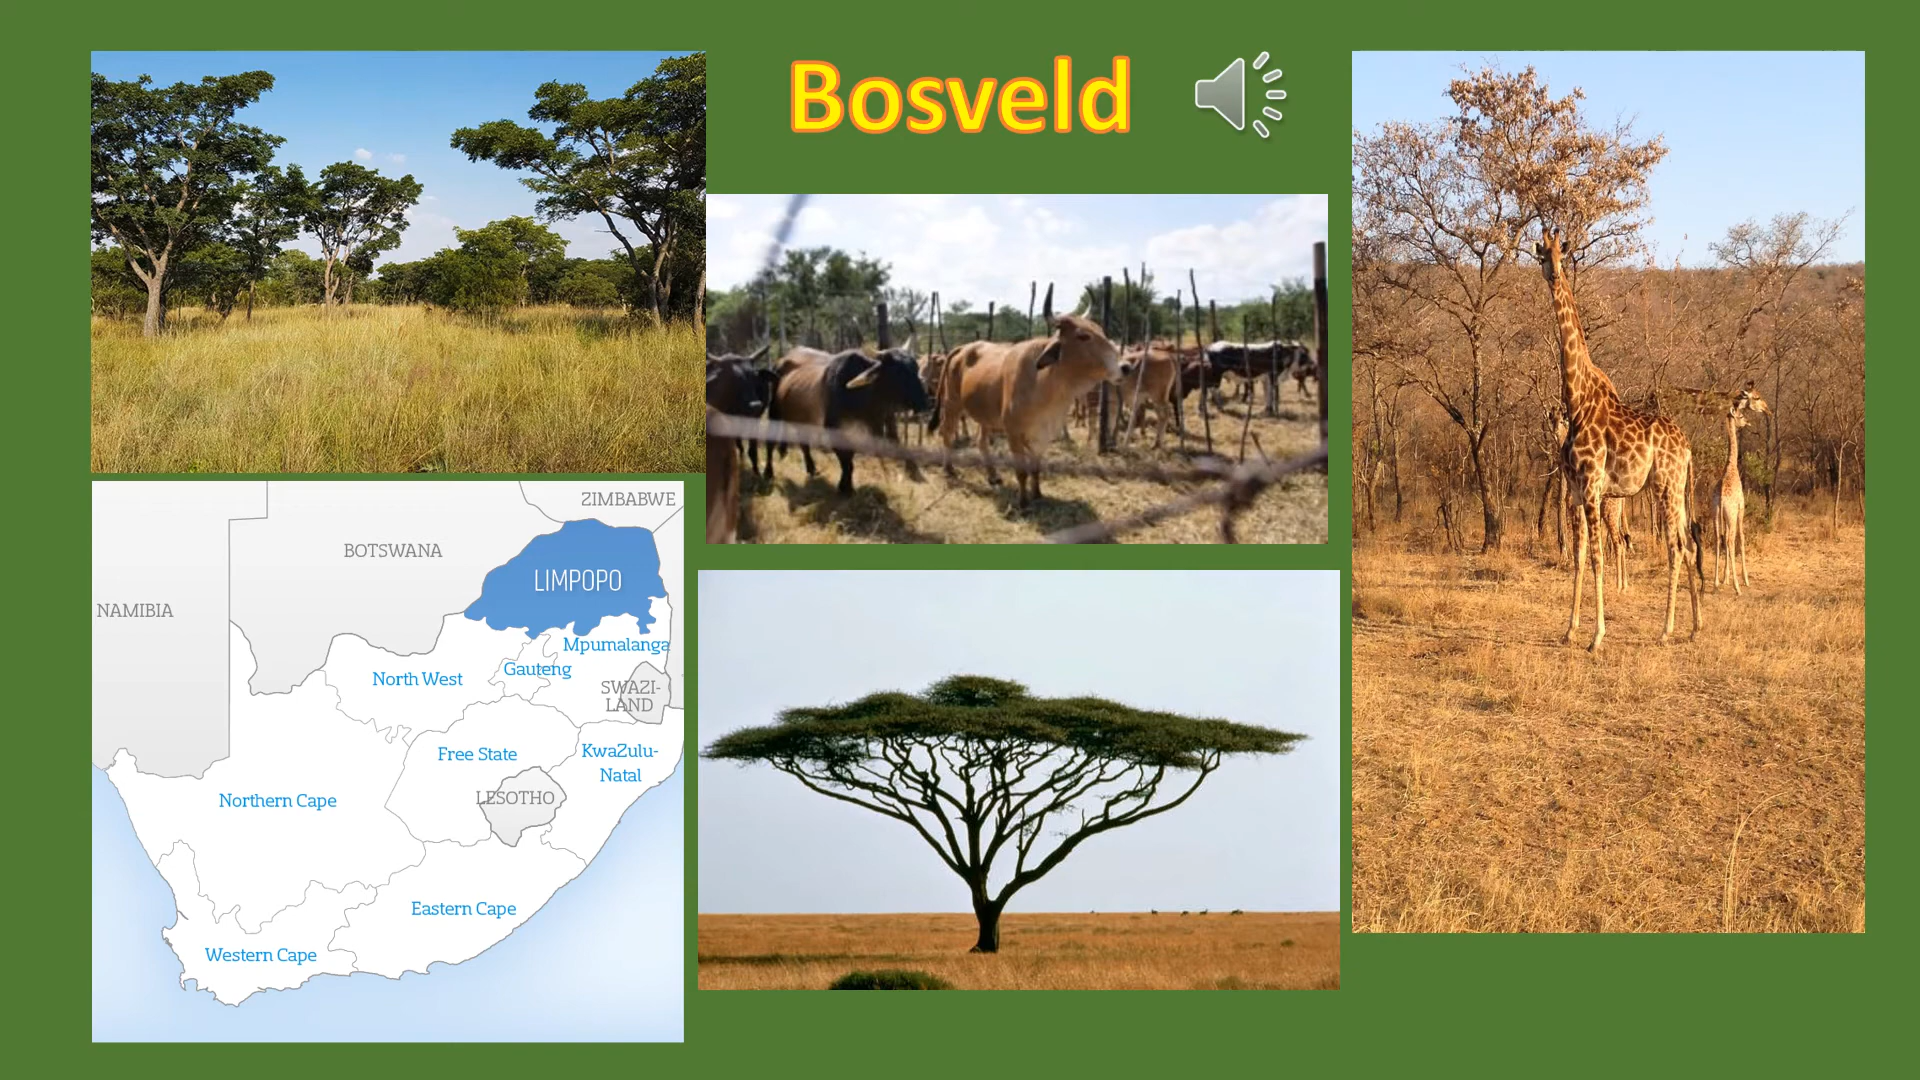 Bosveld
ZIMBABWE
BOTSWANA
LIMPOPO
NAMIBIA
Mpumalanga
Gauteng
North West
SWAZI-
LAND
Free State
KwaZulu-
Natal
LESOTHO
Northern Cape
Eastern Cape
Western Cape